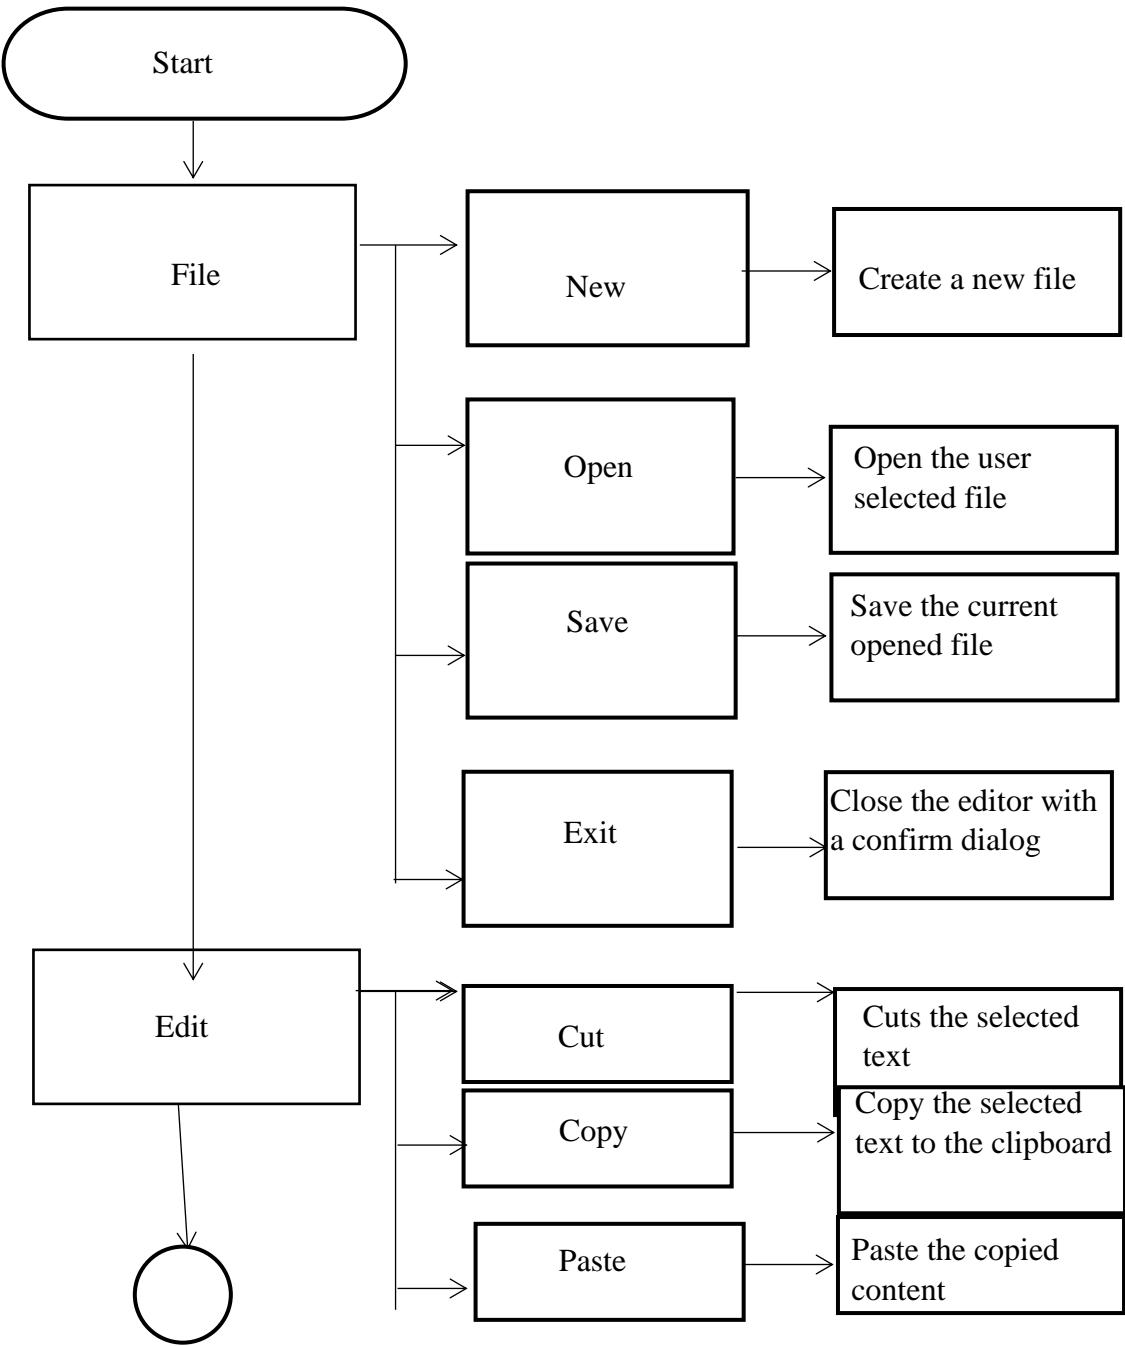 Start
File
New
Create a new file
Open
Open the user
selected file
Save
Save the current
opened file
Exit
Close the editor with
a confirm dialog
Edit
Cut
Cuts the selected
text
Copy
Copy the selected
text to the clipboard
Paste
Paste the copied
content